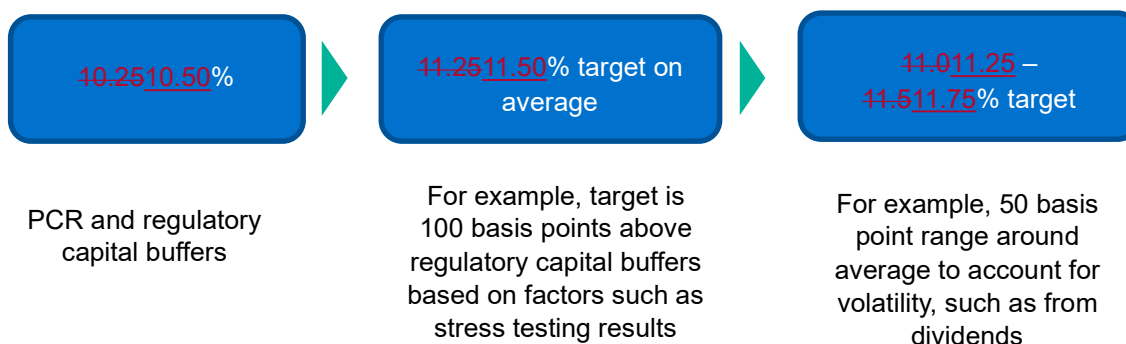 10.2510.50%
11.2511.50% target on
average
11.011.25 –
11.511.75% target
PCR and regulatory
capital buffers
For example, target is
100 basis points above
regulatory capital buffers
based on factors such as
stress testing results
For example, 50 basis
point range around
average to account for
volatility, such as from
dividends